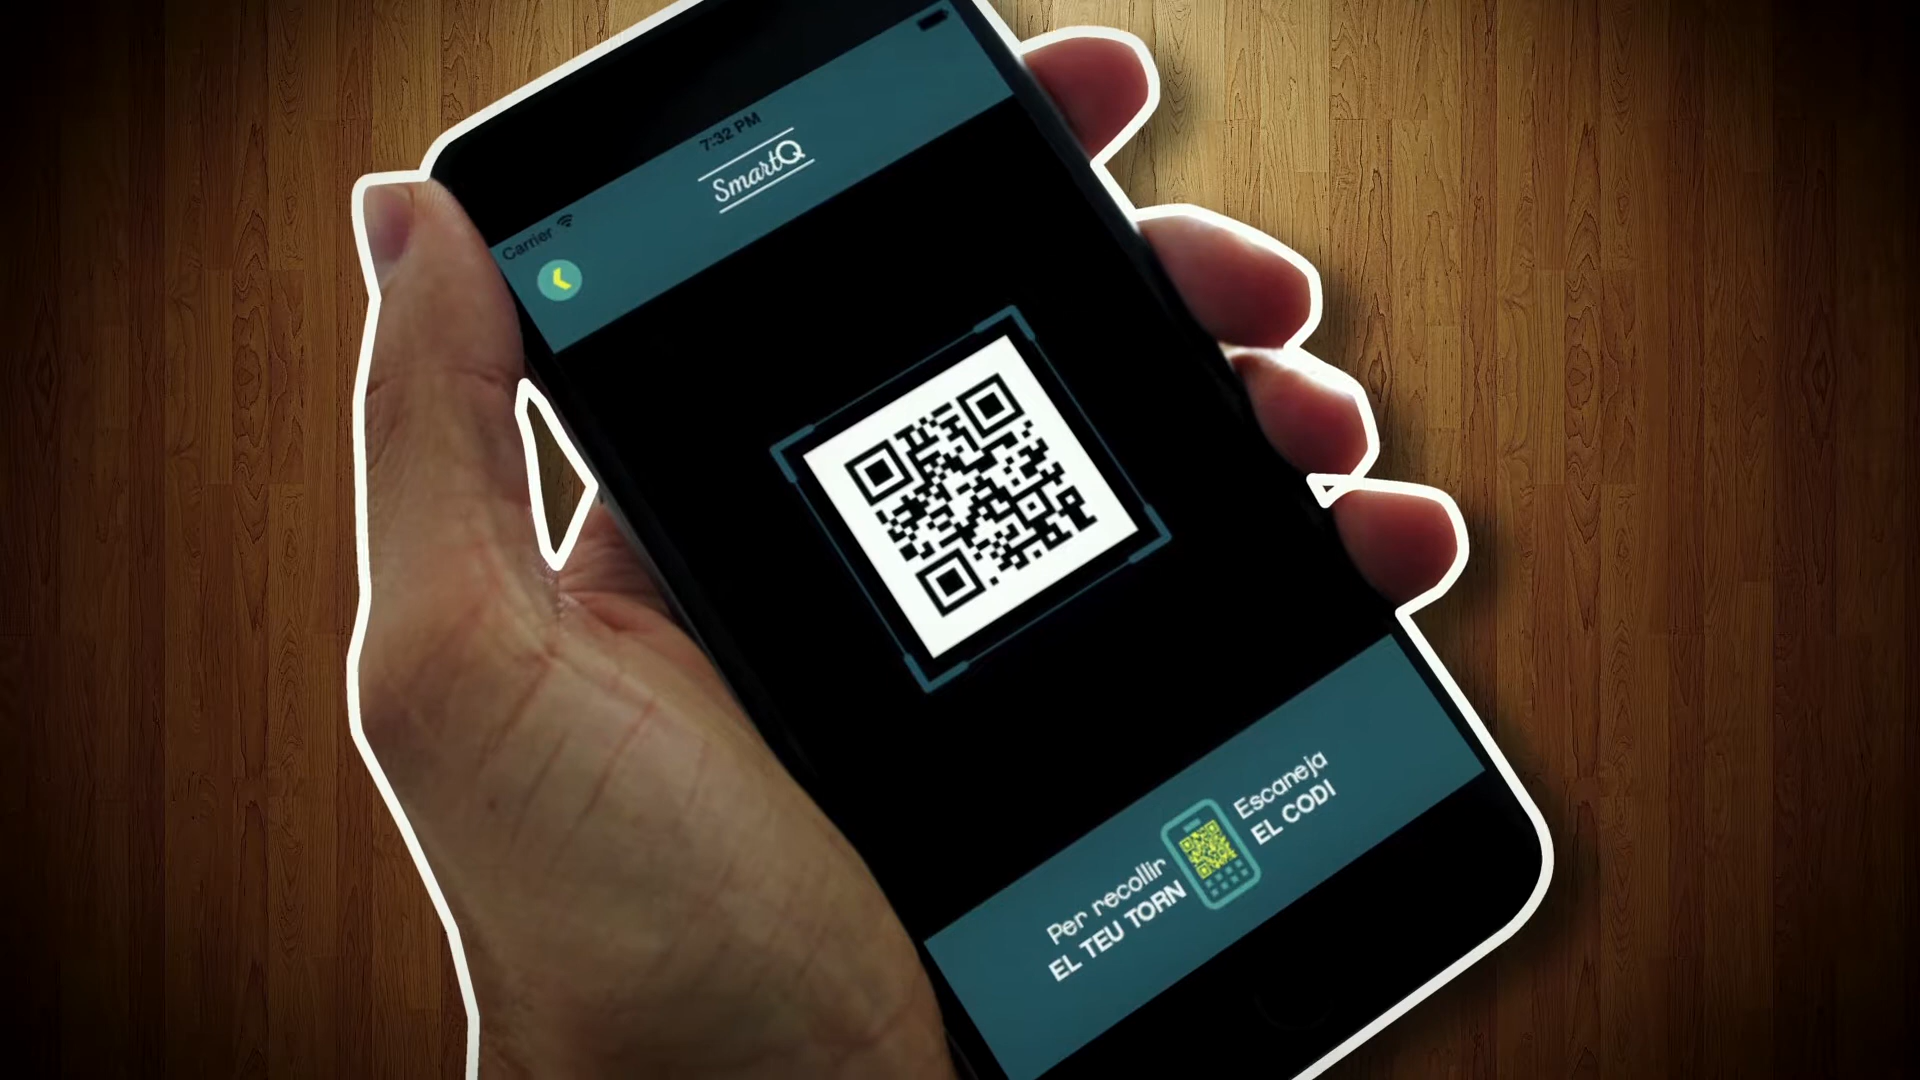 7:32 PM
Carrier
SmartQ
Per recollir
EL TEU TORN
Escaneja
EL CODI